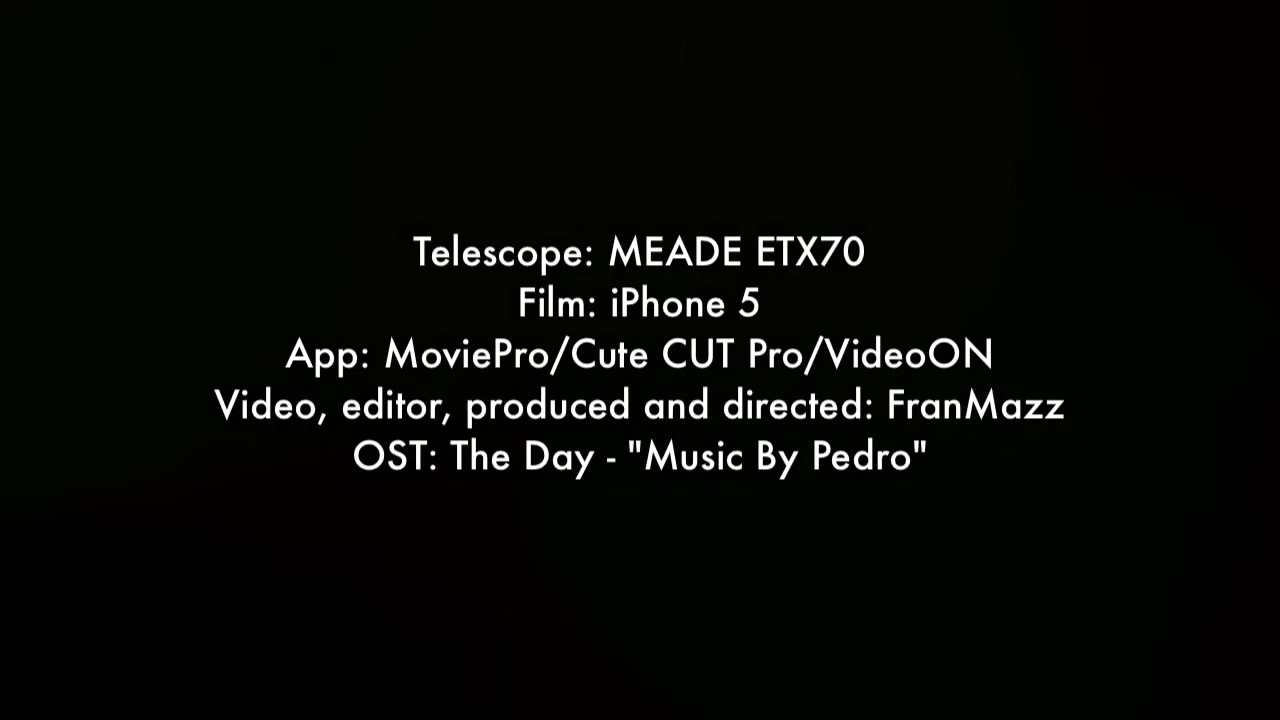 Telescope: MEADE ETX70
Film: iPhone 5
App: MoviePro/Cute CUT Pro/VideoON
Video, editor, produced and directed: FranMazz
OST: The Day - "Music By Pedro"